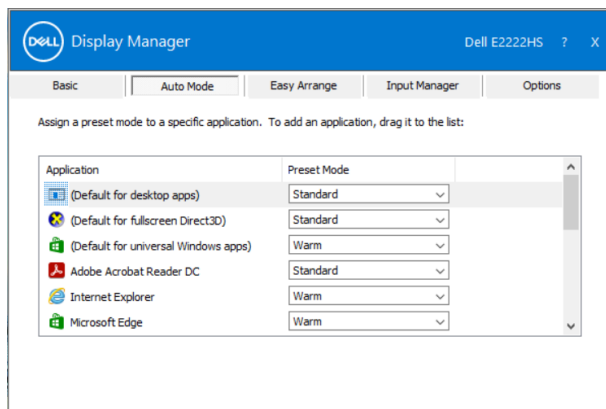 DELL Display Manager Dell E2222HS ? X
Basic Auto Mode Easy Arrange Input Manager Options
Assign a preset mode to a specific application. To add an application, drag it to the list:
Application Preset Mode
(Default for desktop apps) Standard
(Default for fullscreen Direct3D) Standard
(Default for universal Windows apps) Warm
Adobe Acrobat Reader DC Standard
Internet Explorer Warm
Microsoft Edge Warm